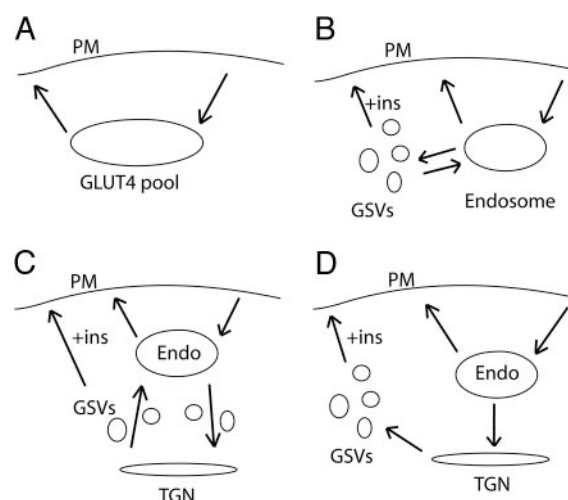 A
PM
GLUT4 pool
B
PM
+ins
GSVs
Endosome
C
PM
+ins
Endo
GSVs
TGN
D
PM
+ins
Endo
GSVs
TGN